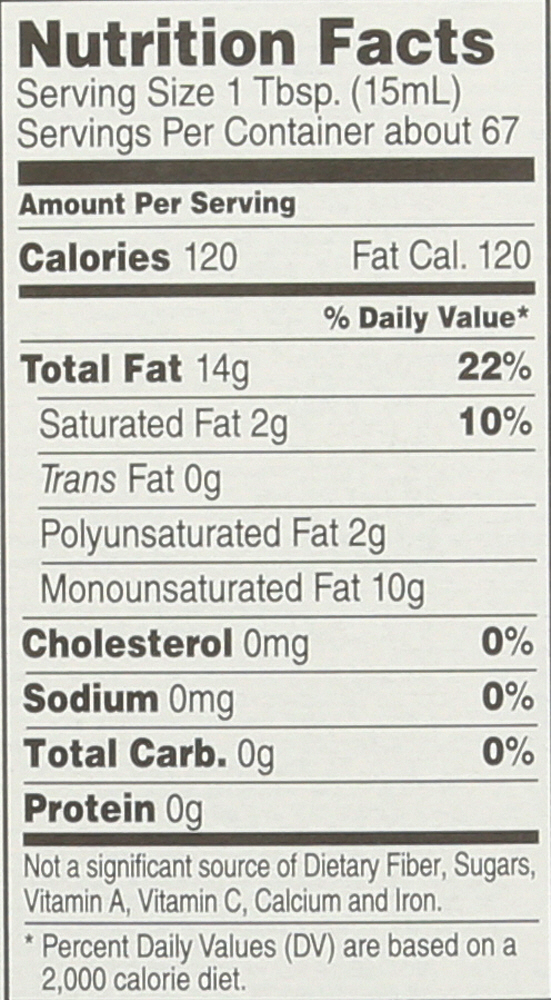 Nutrition Facts
Serving Size 1 Tbsp. (15mL)
Servings Per Container about 67
Amount Per Serving
Calories 120 Fat Cal. 120
% Daily Value*
Total Fat 14g 22%
Saturated Fat 2g 10%
Trans Fat 0g
Polyunsaturated Fat 2g
Monounsaturated Fat 10g
Cholesterol 0mg 0%
Sodium 0mg 0%
Total Carb. 0g 0%
Protein 0g
Not a significant source of Dietary Fiber, Sugars,
Vitamin A, Vitamin C, Calcium and Iron.
* Percent Daily Values (DV) are based on a
2,000 calorie diet.